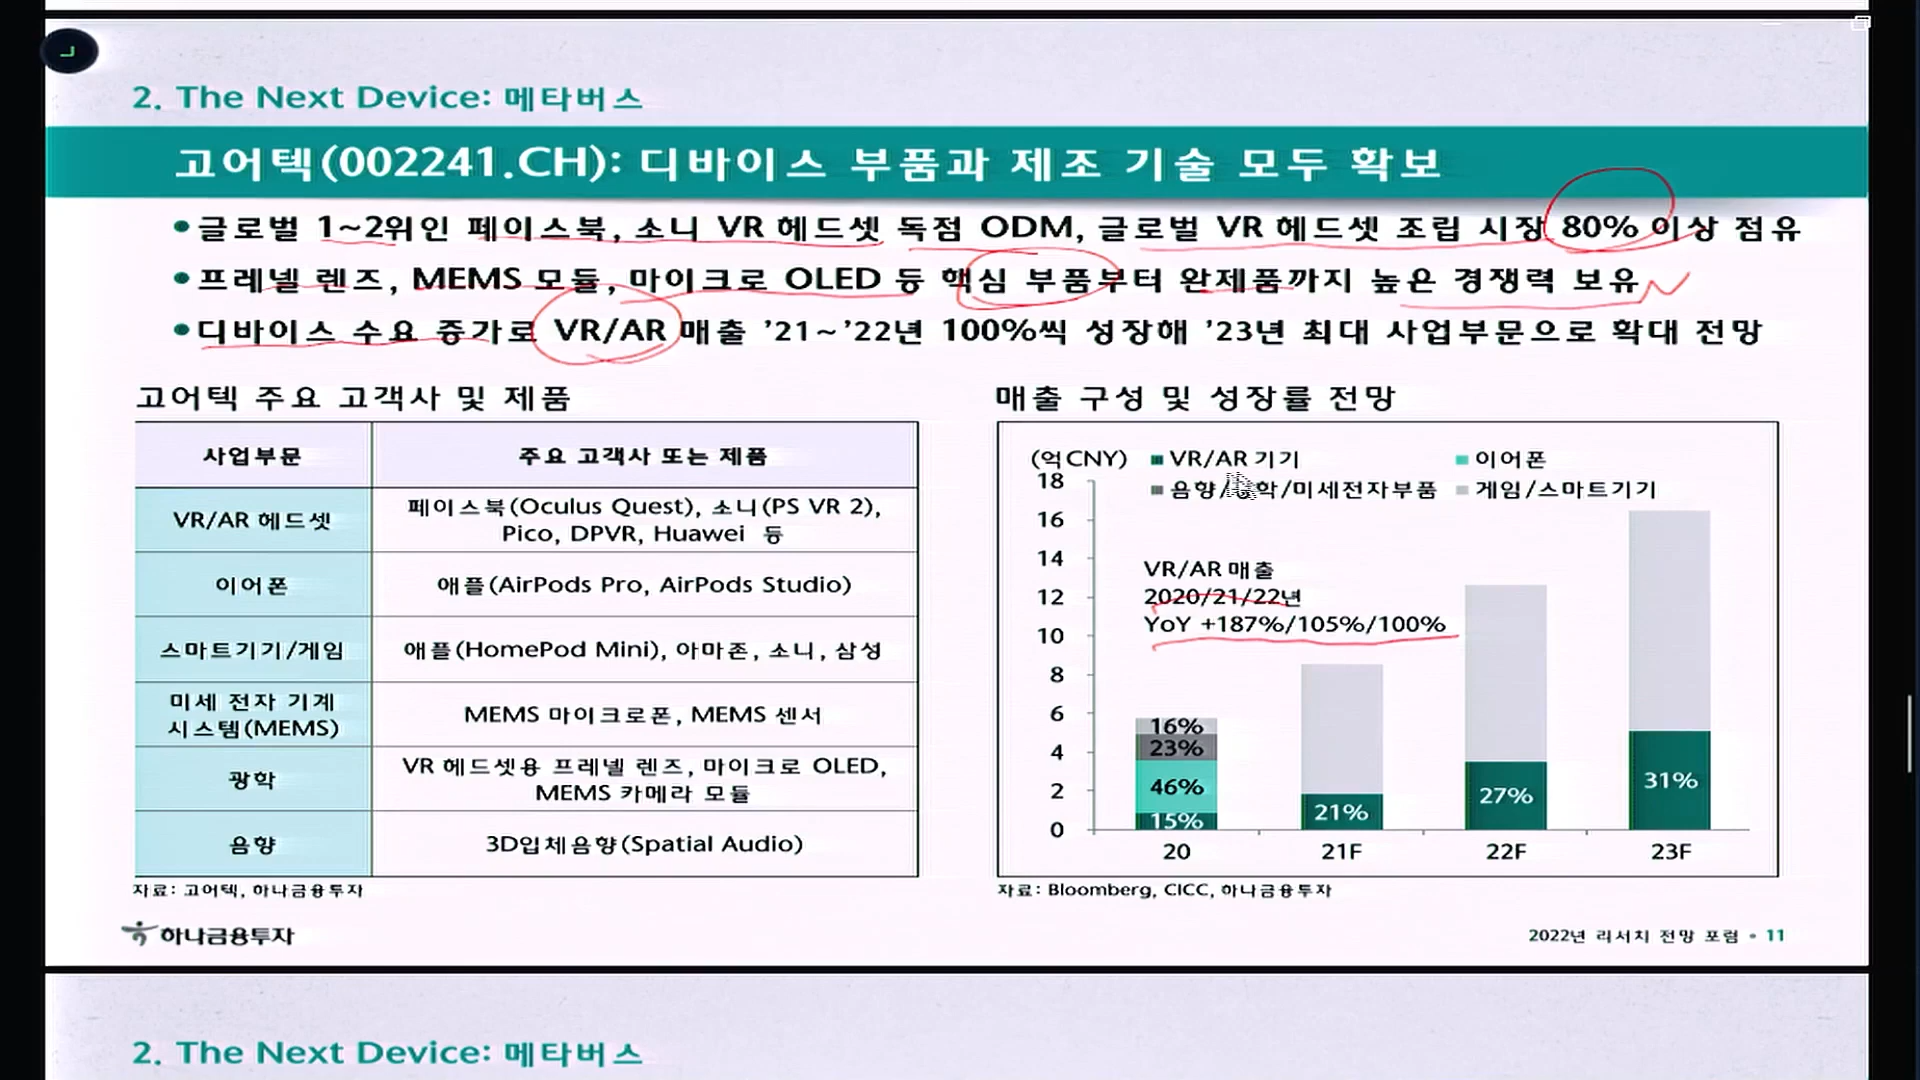 2. The Next Device: 메타버스
고어텍(002241.CH): 디바이스 부품과 제조 기술 모두 확보
•글로벌 1~2위인 페이스북, 소니 VR 헤드셋 독점 ODM, 글로벌 VR 헤드셋 조립 시장 80% 이상 점유
•프레넬 렌즈, MEMS 모듈, 마이크로 OLED 등 핵심 부품부터 완제품까지 높은 경쟁력 보유
•디바이스 수요 증가로 VR/AR 매출 ’21~’22년 100%씩 성장해 ’23년 최대 사업부문으로 확대 전망
고어텍 주요 고객사 및 제품
사업부문 주요 고객사 또는 제품
VR/AR 헤드셋 페이스북(Oculus Quest), 소니(PS VR 2),
Pico, DPVR, Huawei 등
이어폰 애플(AirPods Pro, AirPods Studio)
스마트기기/게임 애플(HomePod Mini), 아마존, 소니, 삼성
미세 전자 기계
시스템(MEMS) MEMS 마이크로폰, MEMS 센서
광학 VR 헤드셋용 프레넬 렌즈, 마이크로 OLED,
MEMS 카메라 모듈
음향 3D입체음향(Spatial Audio)
자료: 고어텍, 하나금융투자
매출 구성 및 성장률 전망
(억CNY) VR/AR 기기 이어폰
음향/광학/미세전자부품 게임/스마트기기
18
16
14
12
10
8
6
4
2
0
VR/AR 매출
2020/21/22년
YoY +187%/105%/100%
16%
23%
46%
15%
21%
27%
31%
20 21F 22F 23F
자료: Bloomberg, CICC, 하나금융투자
하나금융투자
2022년 리서치 전망 포럼 • 11
2. The Next Device: 메타버스